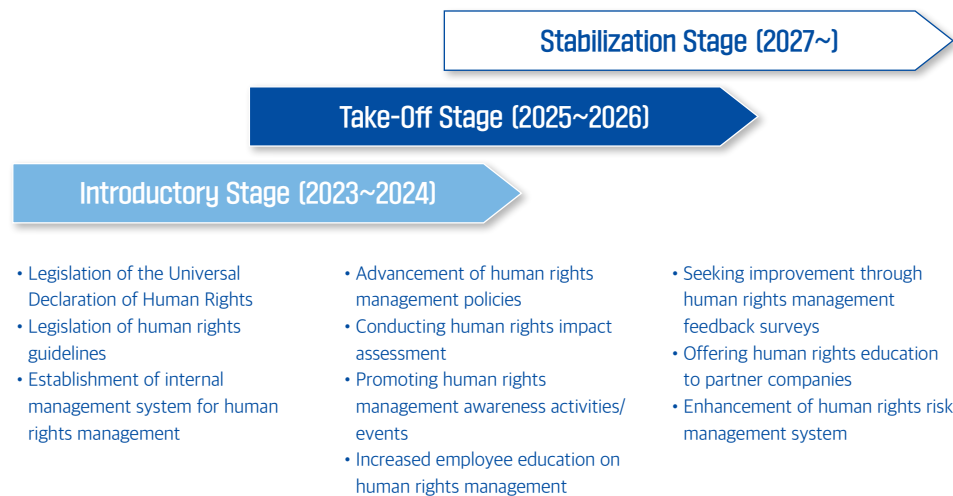 Stabilization Stage (2027~)
Take-Off Stage (2025~2026)
Introductory Stage (2023~2024)
• Legislation of the Universal
Declaration of Human Rights
• Legislation of human rights
guidelines
• Establishment of internal
management system for human
rights management
• Advancement of human rights
management policies
• Conducting human rights impact
assessment
• Promoting human rights
management awareness activities/
events
• Increased employee education on
human rights management
• Seeking improvement through
human rights management
feedback surveys
• Offering human rights education
to partner companies
• Enhancement of human rights risk
management system